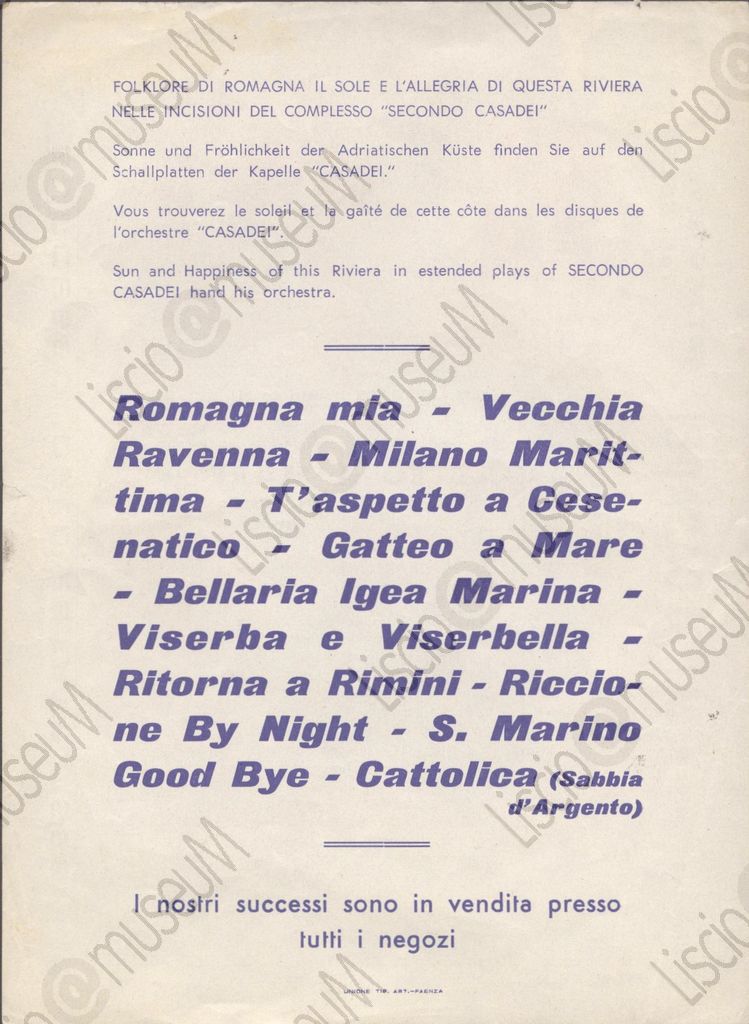 FOLKLORE DI ROMAGNA IL SOLE E L'ALLEGRIA DI QUESTA RIVIERA
NELLE INCISIONI DEL COMPLESSO "SECONDO CASADEI"
Sonne und Fröhlichkeit der Adriatischen Küste finden Sie auf den
Schallplatten der Kapelle "CASADEI."
Vous trouverez le soleil et la gaîté de cette côte dans les disques de
l'orchestre "CASADEI".
Sun and Happiness of this Riviera in estended plays of SECONDO
CASADEI hand his orchestra.
Romagna mia - Vecchia
Ravenna - Milano Marit-
tima - T'aspetto a Cese-
natico - Gatteo a Mare
- Bellaria Igea Marina -
Viserba e Viserbella -
Ritorna a Rimini - Riccio-
ne By Night - S. Marino
Good Bye - Cattolica (Sabbia
d'Argento)
I nostri successi sono in vendita presso
tutti i negozi
UNIONE TIP. ART.-FAENZA
Liscio@museuM